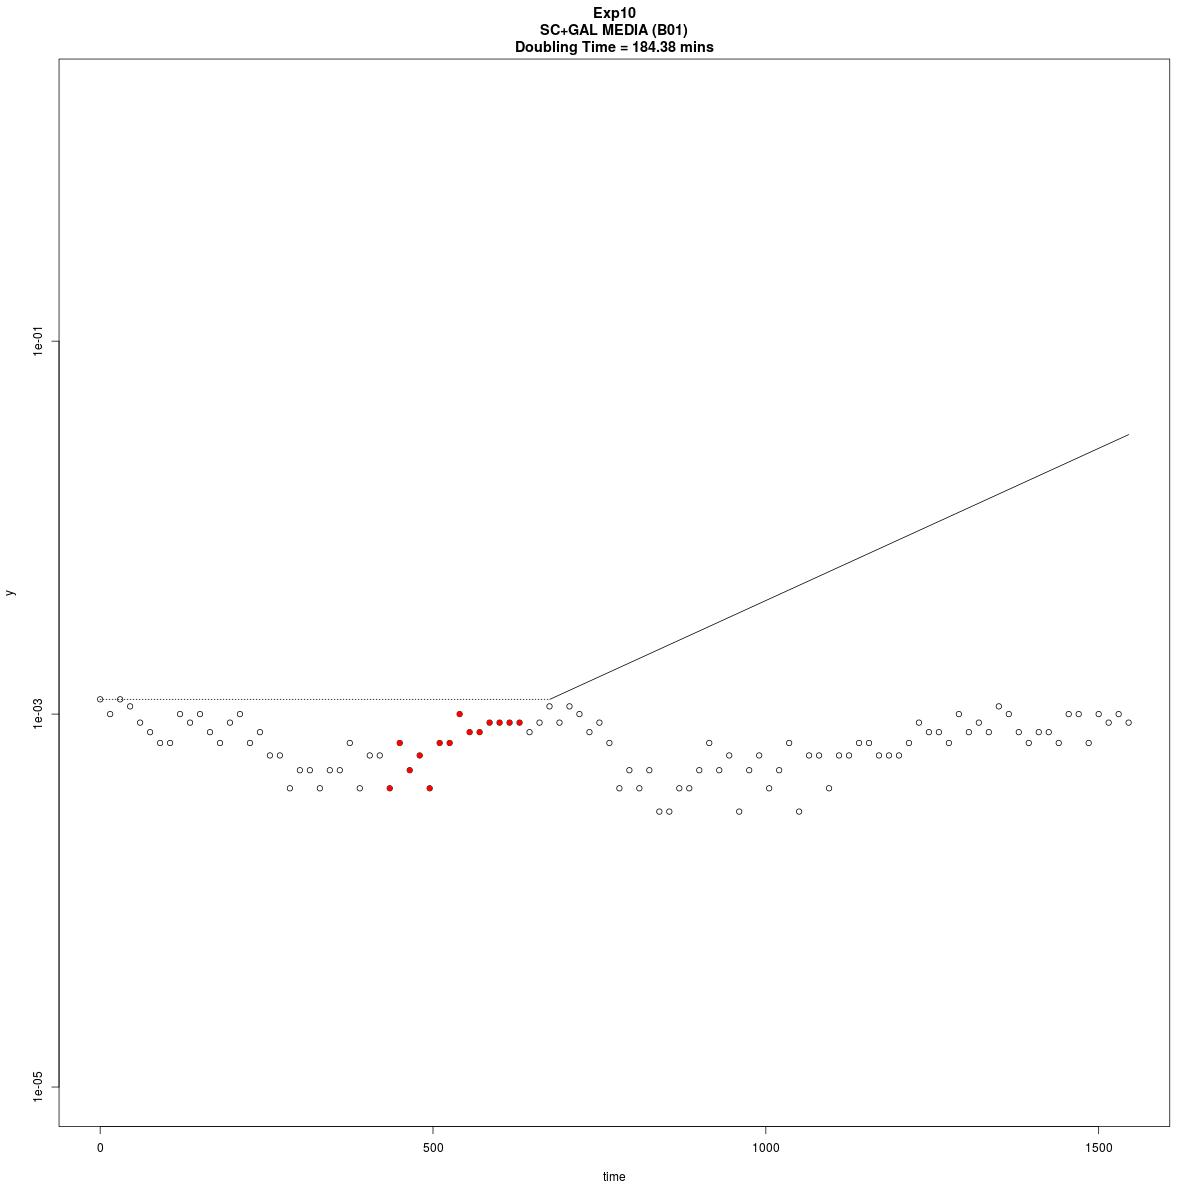 Exp10
SC+GAL MEDIA (B01)
Doubling Time = 184.38 mins
1e-01
1e-03
1e-05
y
0 500 1000 1500
time